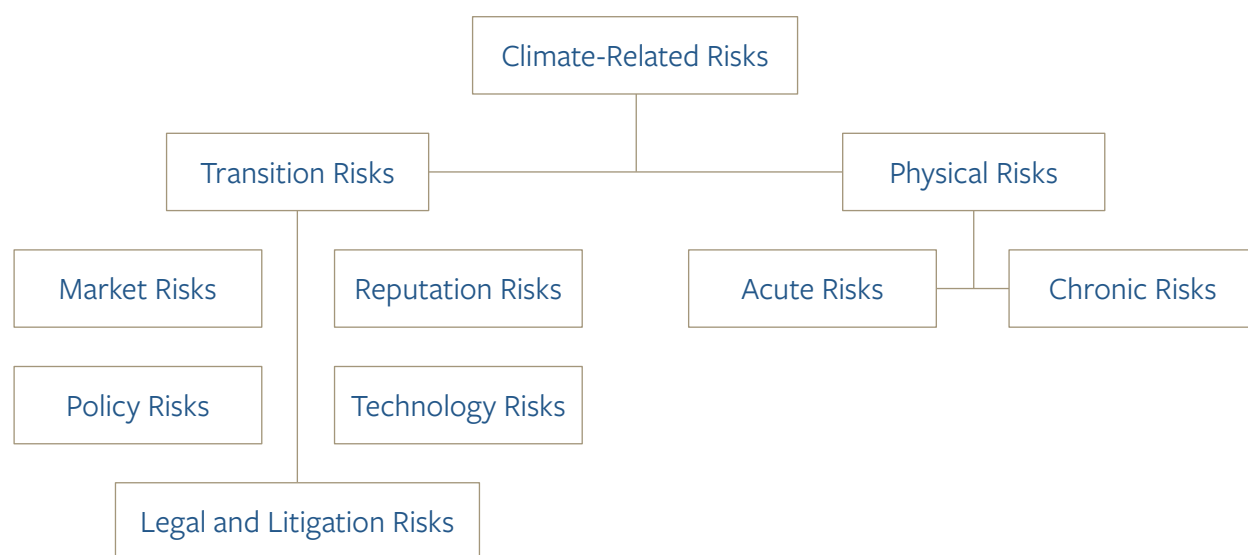 Climate-Related Risks
Transition Risks
Physical Risks
Market Risks
Reputation Risks
Acute Risks
Chronic Risks
Policy Risks
Technology Risks
Legal and Litigation Risks